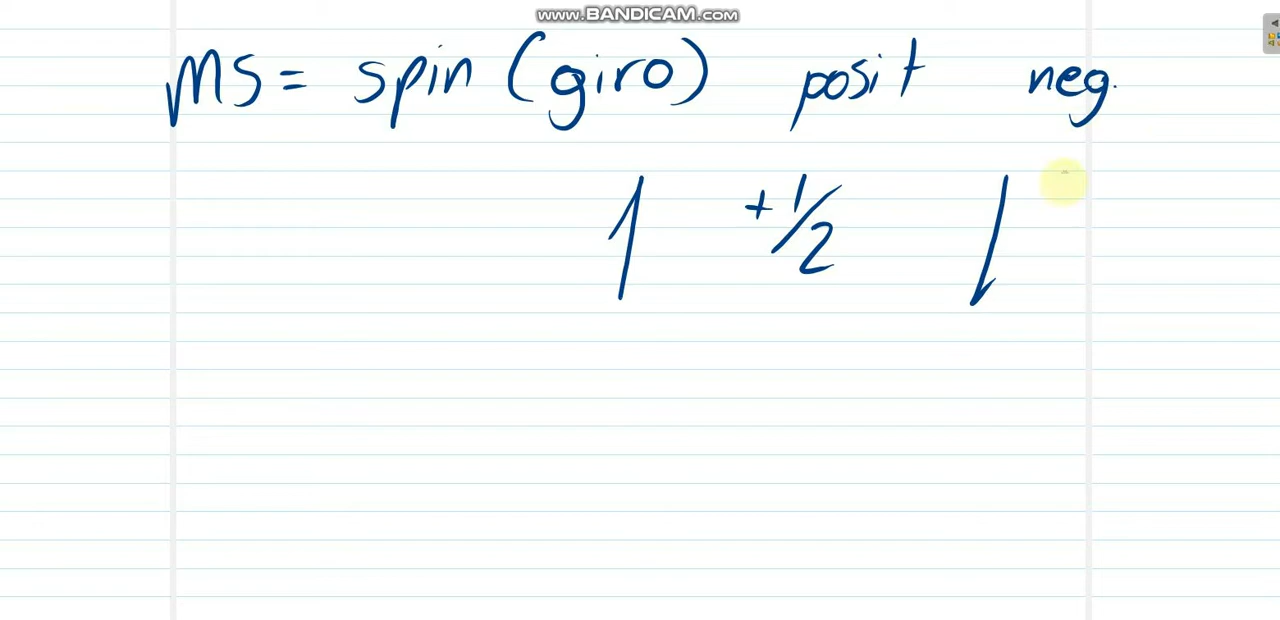 www.BANDICAM.com
ms = spin (giro) posit neg.
+1/2